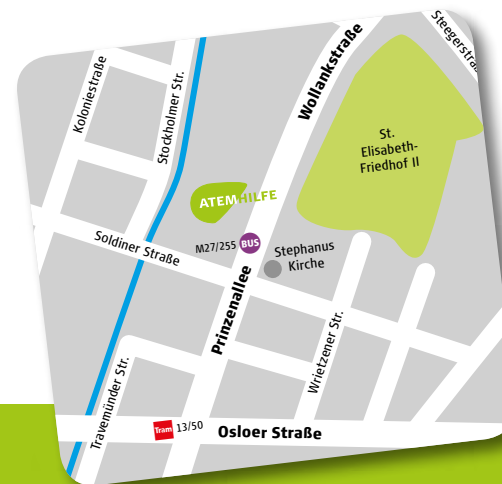 Steegerstraß
Wollankstraße
Koloniestraße
Stockholmer Str.
St.
Elisabeth-
Friedhof II
ATEMHILFE
M27/255 BUS
Soldiner Straße
Stephanus
Kirche
Prinzenallee
Wrietzener Str.
Travemünder Str.
Tram 13/50
Osloer Straße